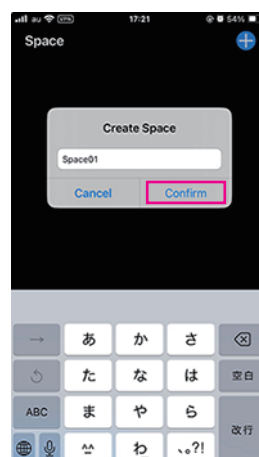 au VPN 17:21 54%
Space
Create Space
Space01
Cancel Confirm
→ あ か さ
た な は 空白
ABC ま や ら
改行
^^ わ 、。?!